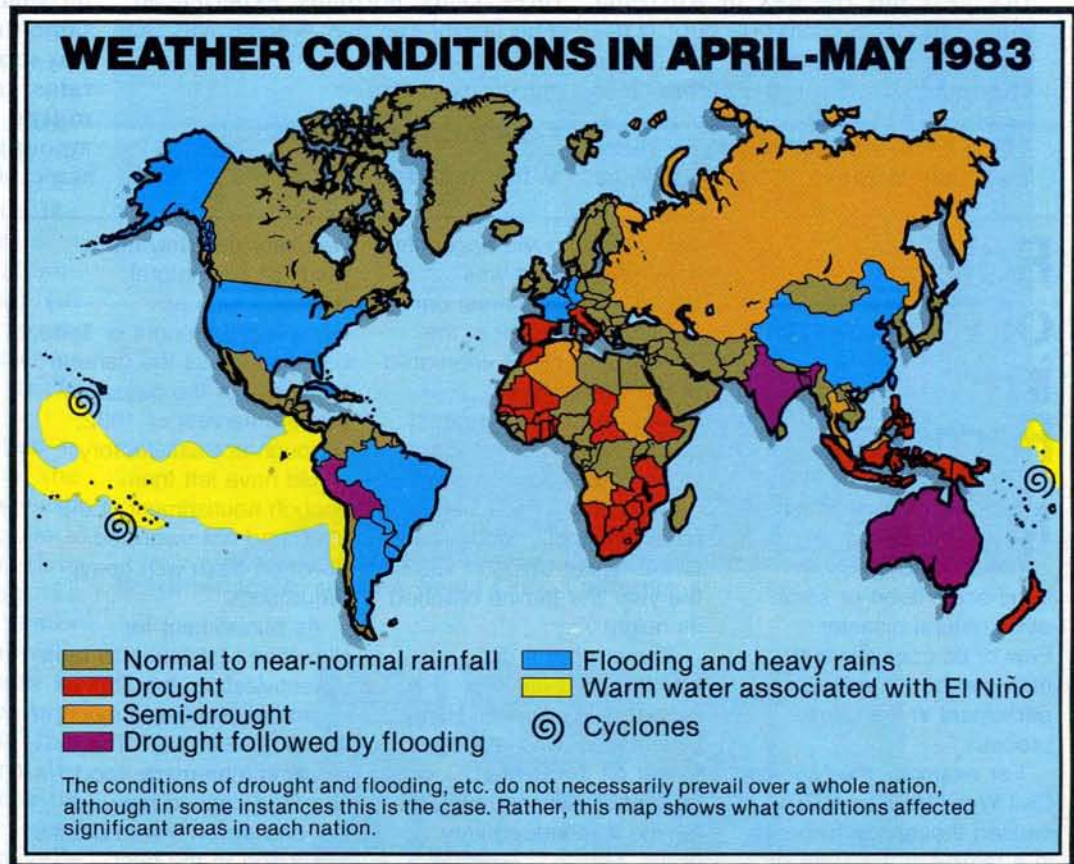 WEATHER CONDITIONS IN APRIL-MAY 1983
Normal to near-normal rainfall
Drought
Semi-drought
Drought followed by flooding
Flooding and heavy rains
Warm water associated with El Niño
Cyclones
The conditions of drought and flooding, etc. do not necessarily prevail over a whole nation,
although in some instances this is the case. Rather, this map shows what conditions affected
significant areas in each nation.